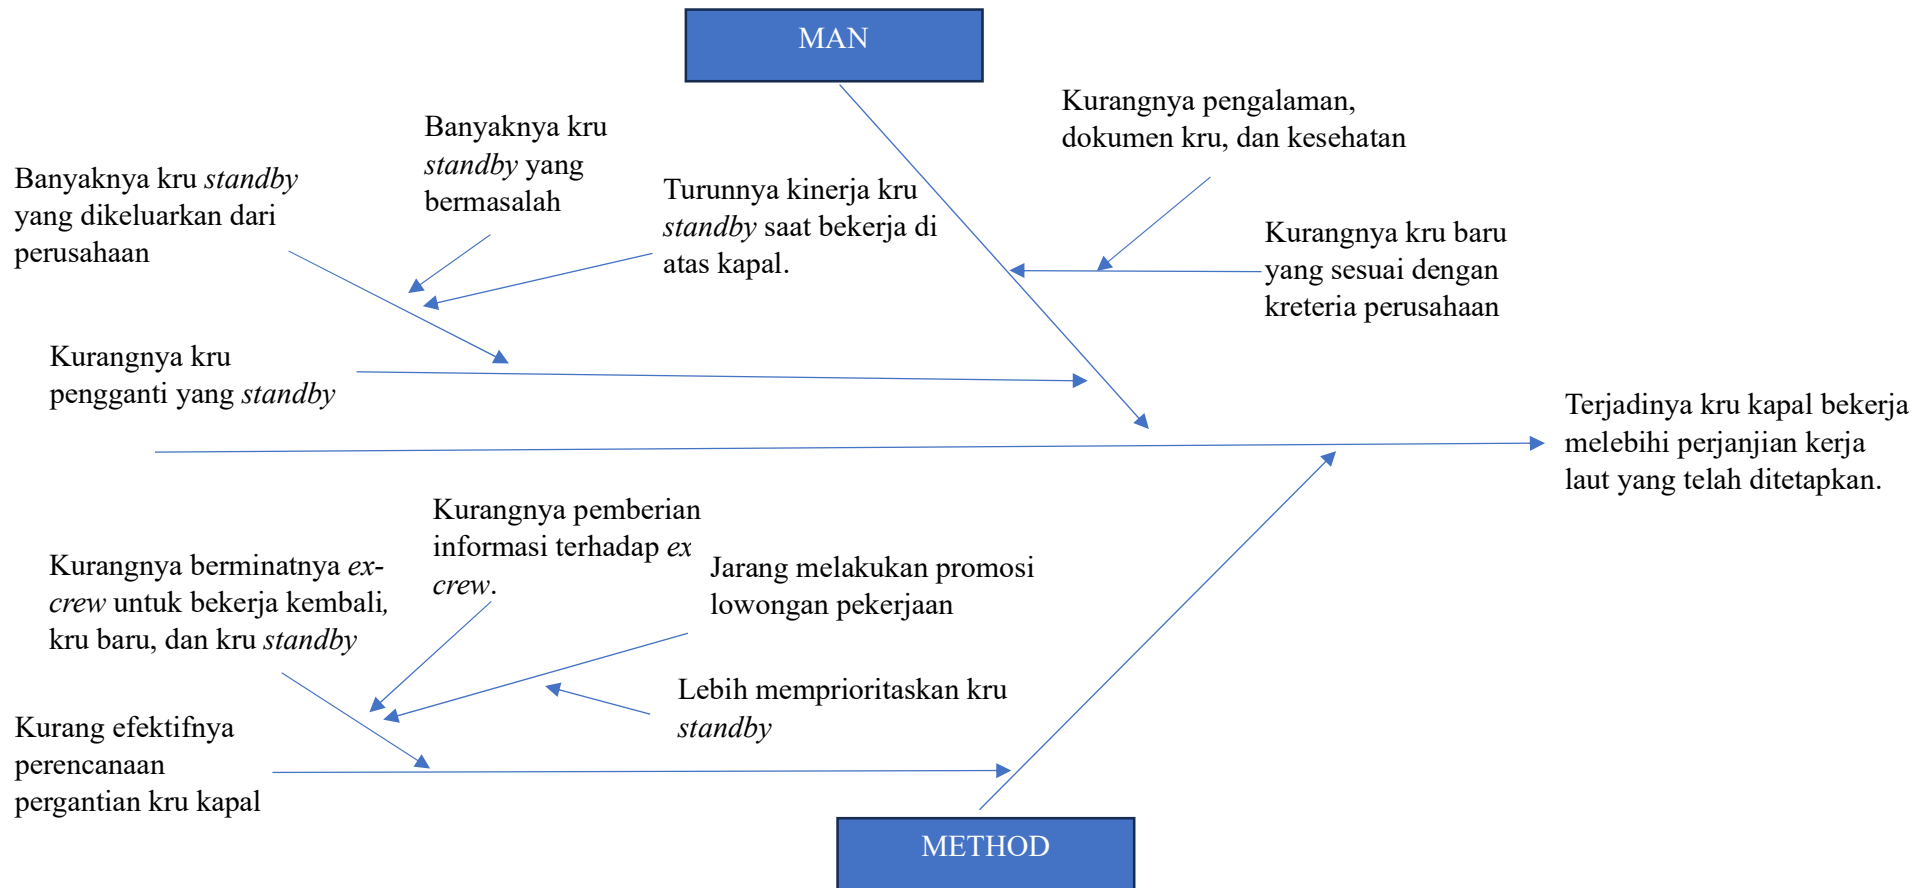 MAN
Kurangnya pengalaman,
dokumen kru, dan kesehatan
Banyaknya kru
standby yang
bermasalah
Banyaknya kru standby
yang dikeluarkan dari
perusahaan
Turunnya kinerja kru
standby saat bekerja di
atas kapal.
Kurangnya kru baru
yang sesuai dengan
kreteria perusahaan
Kurangnya kru
pengganti yang standby
Terjadinya kru kapal bekerja
melebihi perjanjian kerja
laut yang telah ditetapkan.
Kurangnya pemberian
informasi terhadap ex
crew.
Kurangnya berminatnya ex-
crew untuk bekerja kembali,
kru baru, dan kru standby
Jarang melakukan promosi
lowongan pekerjaan
Lebih memprioritaskan kru
standby
Kurang efektifnya
perencanaan
pergantian kru kapal
METHOD